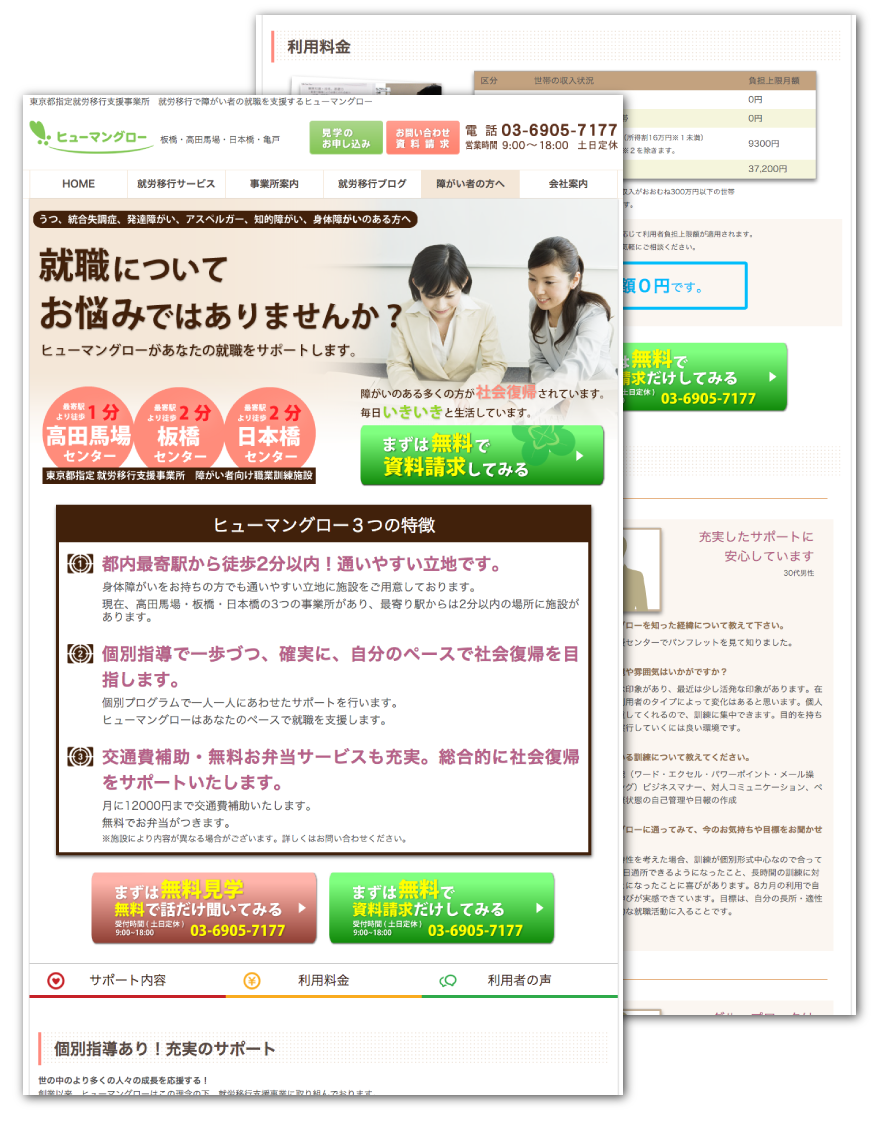 利用料金
区分 世帯の収入状況 負担上限月額
0円
0円
(所得割16万円※1未満)
※2を除きます。
9300円
37,200円
収入がおおむね300万円以下の世帯
す。
応じて利用者負担上限額が適用されます。
気軽にご相談ください。
額0円です。
は無料で
請求だけしてみる
土日定休) 03-6905-7177
充実したサポートに
安心しています
30代男性
グローを知った経緯について教えて下さい。
センターでパンフレットを見て知りました。
や雰囲気はいかがですか？
印象があり、最近は少し活発な印象があります。在
用者のタイプによって変化はあると思います。個人
してくれるので、訓練に集中できます。目的を持ち
行していくには良い環境です。
る訓練について教えてください。
(ワード・エクセル・パワーポイント・メール操
グ）ビジネスマナー、対人コミュニケーション、ペ
状態の自己管理や日報の作成
グローに通ってみて、今のお気持ちや目標をお聞かせ
性を考えた場合、訓練が個別形式中心なので合って
日通所できるようになったこと、長時間の訓練に対
になったことに喜びがあります。8カ月の利用で自
びが実感できています。目標は、自分の長所・適性
な就職活動に入ることです。
東京都指定就労移行支援事業所　就労移行で障がい者の就職を支援するヒューマングロー
ヒューマングロー 板橋・高田馬場・日本橋・亀戸
見学の
お申し込み
お問い合わせ
資料請求
電話 03-6905-7177
営業時間 9:00～18:00 土日定休
HOME 就労移行サービス 事業所案内 就労移行ブログ 障がい者の方へ 会社案内
うつ、統合失調症、発達障がい、アスペルガー、知的障がい、身体障がいのある方へ
就職について
お悩みではありませんか？
ヒューマングローがあなたの就職をサポートします。
最寄駅
より徒歩 1分
高田馬場
センター
最寄駅
より徒歩 2分
板橋
センター
最寄駅
より徒歩 2分
日本橋
センター
東京都指定 就労移行支援事業所　障がい者向け職業訓練施設
障がいのある多くの方が社会復帰されています。
毎日いきいきと生活しています。
まずは無料で
資料請求してみる
ヒューマングロー３つの特徴
1 都内最寄駅から徒歩2分以内！通いやすい立地です。
身体障がいをお持ちの方でも通いやすい立地に施設をご用意しております。
現在、高田馬場・板橋・日本橋の3つの事業所があり、最寄り駅からは2分以内の場所に施設が
あります。
2 個別指導で一歩づつ、確実に、自分のペースで社会復帰を目
指します。
個別プログラムで一人一人にあわせたサポートを行います。
ヒューマングローはあなたのペースで就職を支援します。
3 交通費補助・無料お弁当サービスも充実。総合的に社会復帰
をサポートいたします。
月に12000円まで交通費補助いたします。
無料でお弁当がつきます。
※施設により内容が異なる場合がございます。詳しくはお問い合わせください。
まずは無料見学
無料で話だけ聞いてみる
受付時間(土日定休)
9:00~18:00 03-6905-7177
まずは無料で
資料請求だけしてみる
受付時間(土日定休)
9:00~18:00 03-6905-7177
サポート内容 利用料金 利用者の声
個別指導あり！充実のサポート
世の中のより多くの人々の成長を応援する！
創業以来、ヒューマングローはこの理念の下、就労移行支援事業に取り組んでおります。